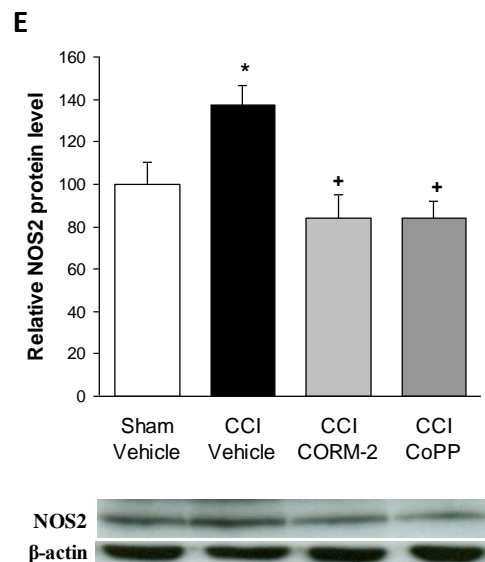 E
160
140
120
100
80
60
40
20
0
Relative NOS2 protein level
*
+
+
Sham
Vehicle
CCI
Vehicle
CCI
CORM-2
CCI
CoPP
NOS2
β-actin